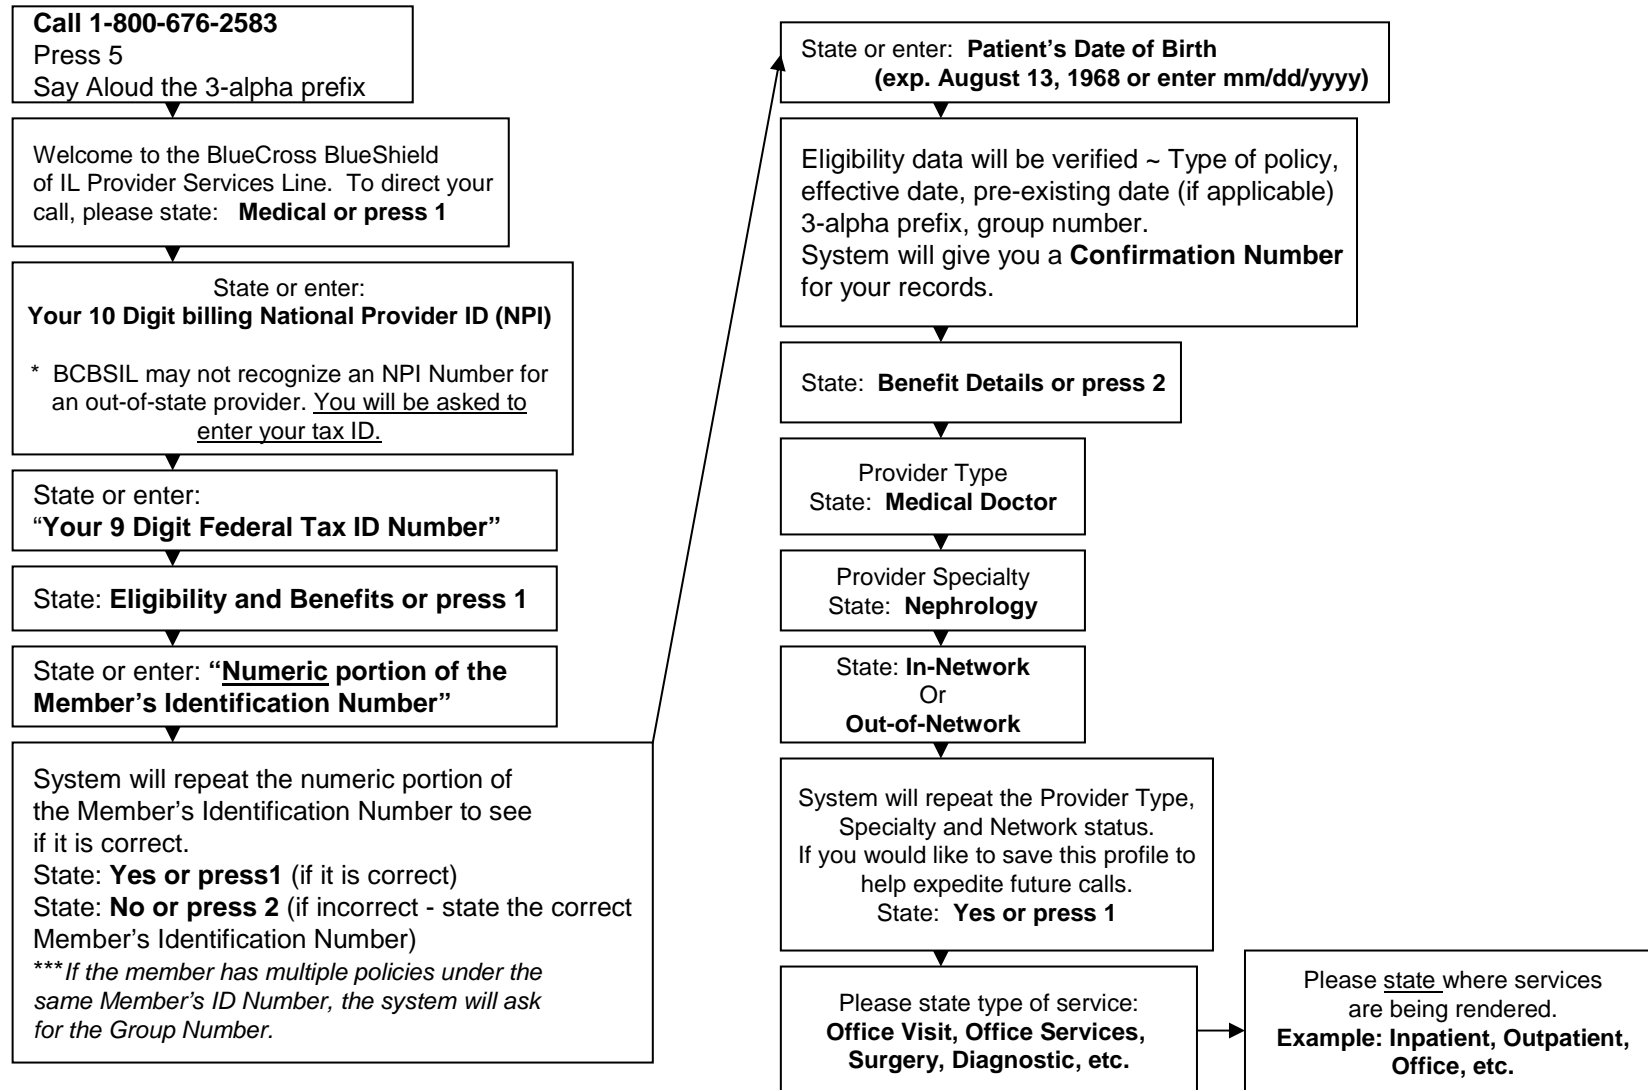 Call 1-800-676-2583
Press 5
Say Aloud the 3-alpha prefix
Welcome to the BlueCross BlueShield
of IL Provider Services Line.  To direct your
call, please state:   Medical or press 1
State or enter:
Your 10 Digit billing National Provider ID (NPI)
*  BCBSIL may not recognize an NPI Number for
an out-of-state provider. You will be asked to
enter your tax ID.
State or enter:
“Your 9 Digit Federal Tax ID Number”
State: Eligibility and Benefits or press 1
State or enter: “Numeric portion of the
Member’s Identification Number”
System will repeat the numeric portion of
the Member’s Identification Number to see
if it is correct.
State: Yes or press1 (if it is correct)
State: No or press 2 (if incorrect - state the correct
Member’s Identification Number)
***If the member has multiple policies under the
same Member’s ID Number, the system will ask
for the Group Number.
State or enter:  Patient’s Date of Birth
(exp. August 13, 1968 or enter mm/dd/yyyy)
Eligibility data will be verified ~ Type of policy,
effective date, pre-existing date (if applicable)
3-alpha prefix, group number.
System will give you a Confirmation Number
for your records.
State:  Benefit Details or press 2
Provider Type
State:  Medical Doctor
Provider Specialty
State:  Nephrology
State: In-Network
Or
Out-of-Network
System will repeat the Provider Type,
Specialty and Network status.
If you would like to save this profile to
help expedite future calls.
State:  Yes or press 1
Please state type of service:
Office Visit, Office Services,
Surgery, Diagnostic, etc.
Please state where services
are being rendered.
Example: Inpatient, Outpatient,
Office, etc.